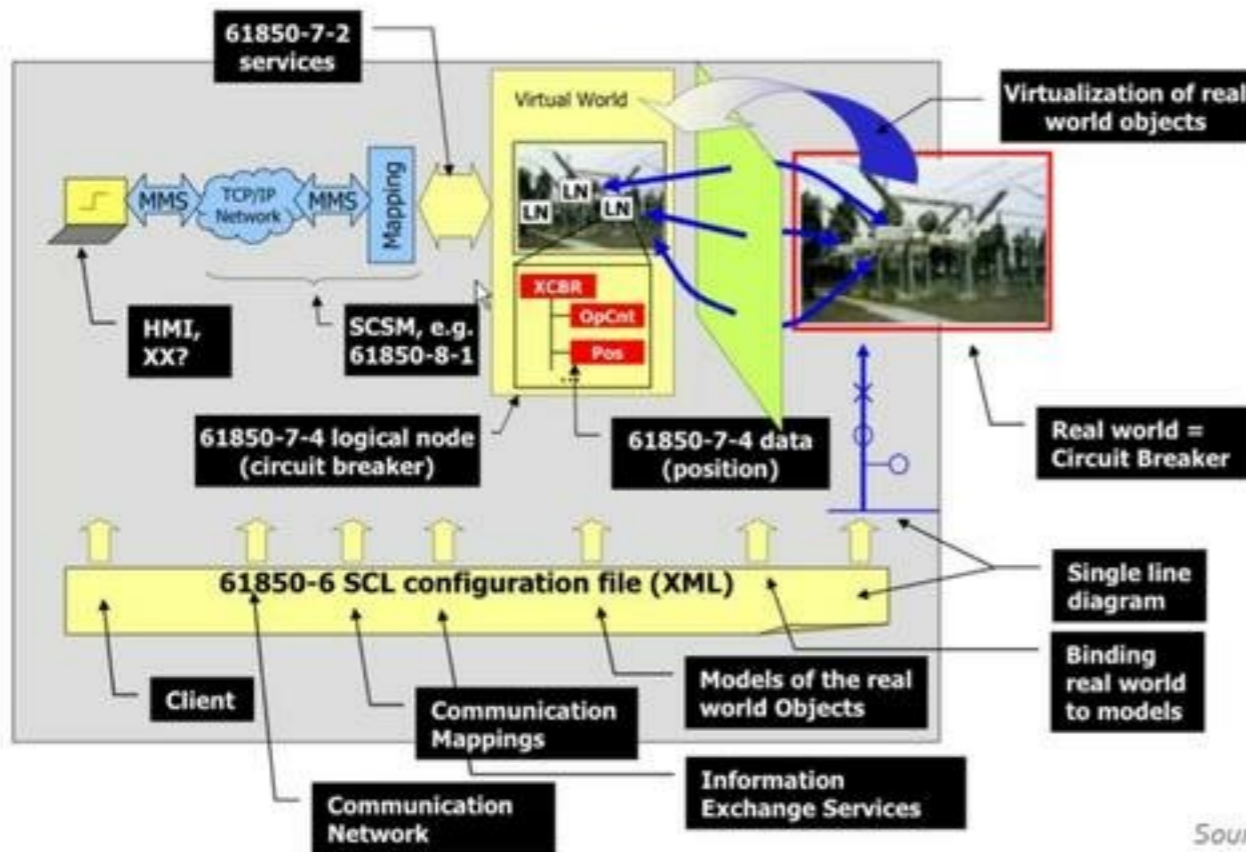 61850-7-2
services
Virtual World
Virtualization of real
world objects
MMS
TCP/IP
Network
MMS
Mapping
LN
LN
LN
XCBR
OpCnt
Pos
...
HMI,
XX?
SCSM, e.g.
61850-8-1
61850-7-4 logical node
(circuit breaker)
61850-7-4 data
(position)
Real world =
Circuit Breaker
61850-6 SCL configuration file (XML)
Single line
diagram
Client
Communication
Mappings
Models of the real
world Objects
Binding
real world
to models
Communication
Network
Information
Exchange Services
Sour